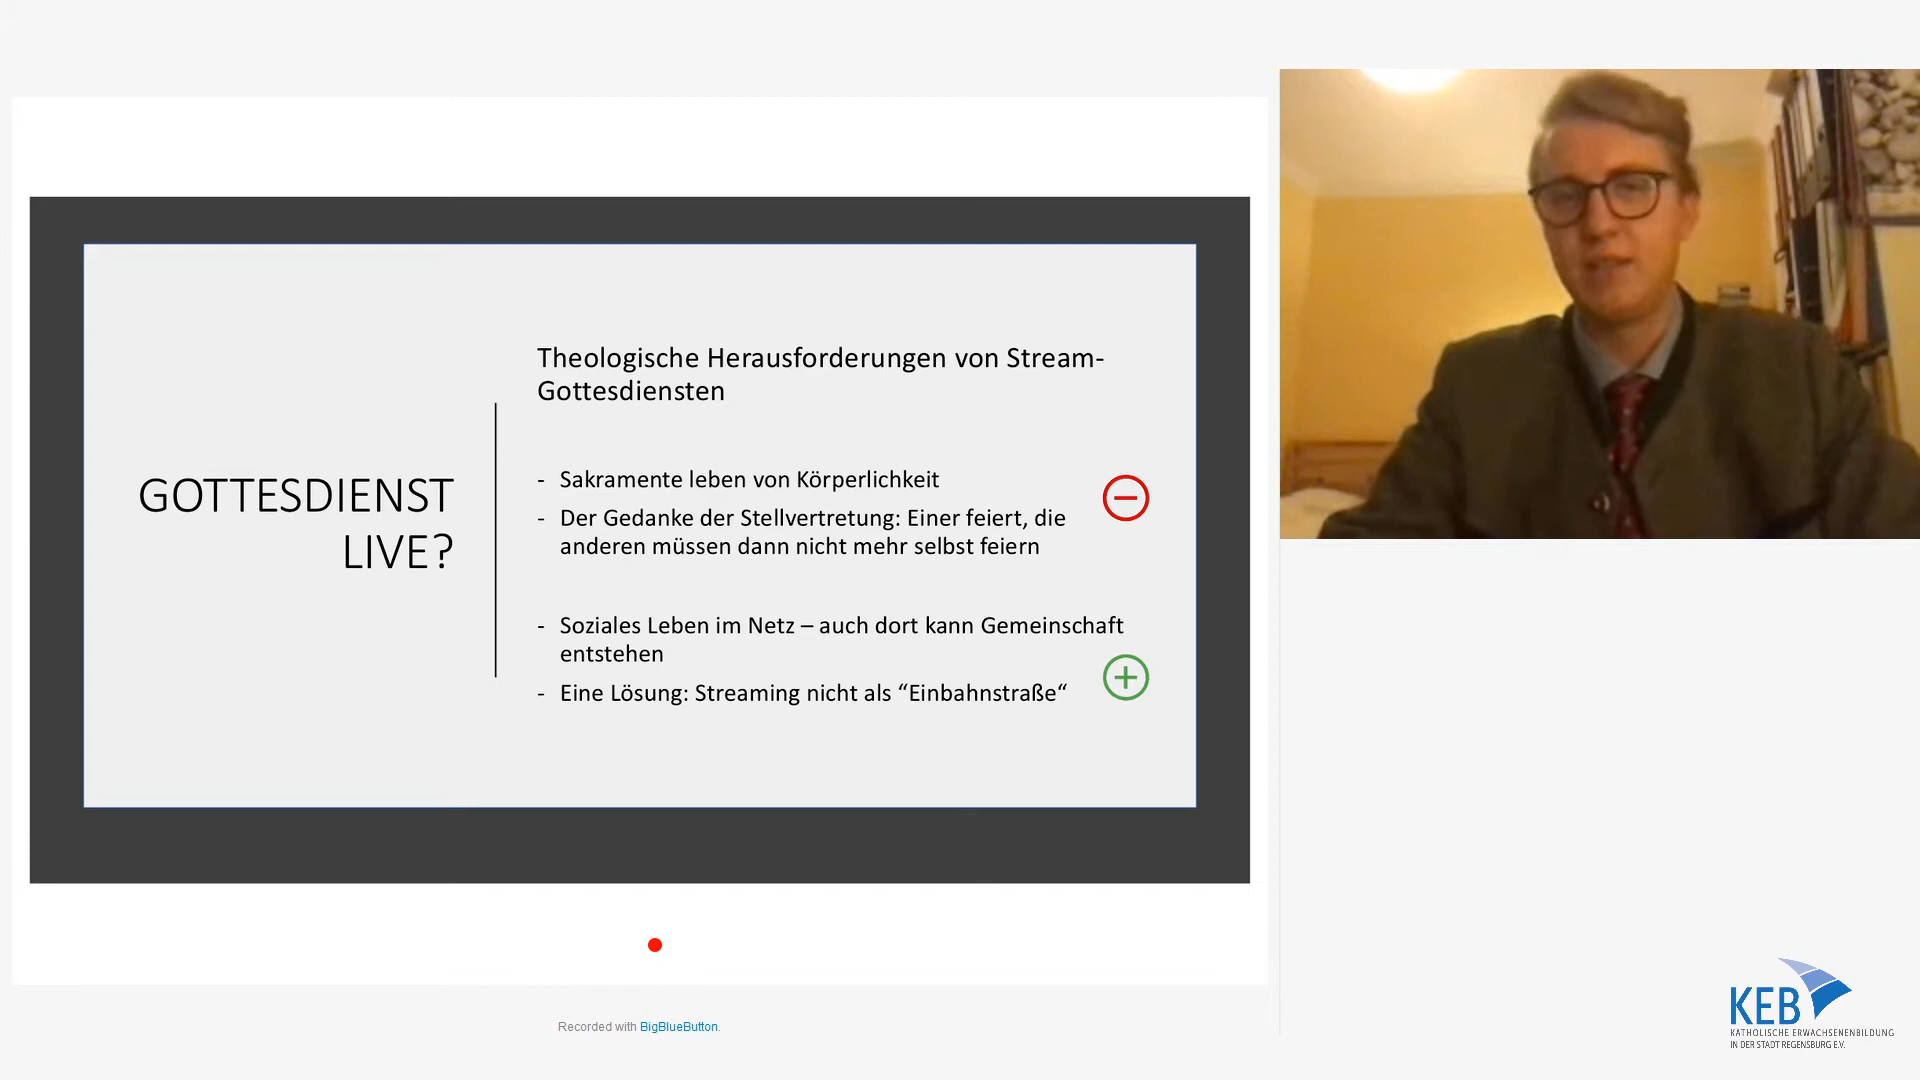 GOTTESDIENST
LIVE?
Theologische Herausforderungen von Stream-
Gottesdiensten
- Sakramente leben von Körperlichkeit
- Der Gedanke der Stellvertretung: Einer feiert, die
anderen müssen dann nicht mehr selbst feiern
- Soziales Leben im Netz – auch dort kann Gemeinschaft
entstehen
- Eine Lösung: Streaming nicht als “Einbahnstraße“
Recorded with BigBlueButton.
KEB
KATHOLISCHE ERWACHSENENBILDUNG
IN DER STADT REGENSBURG E.V.